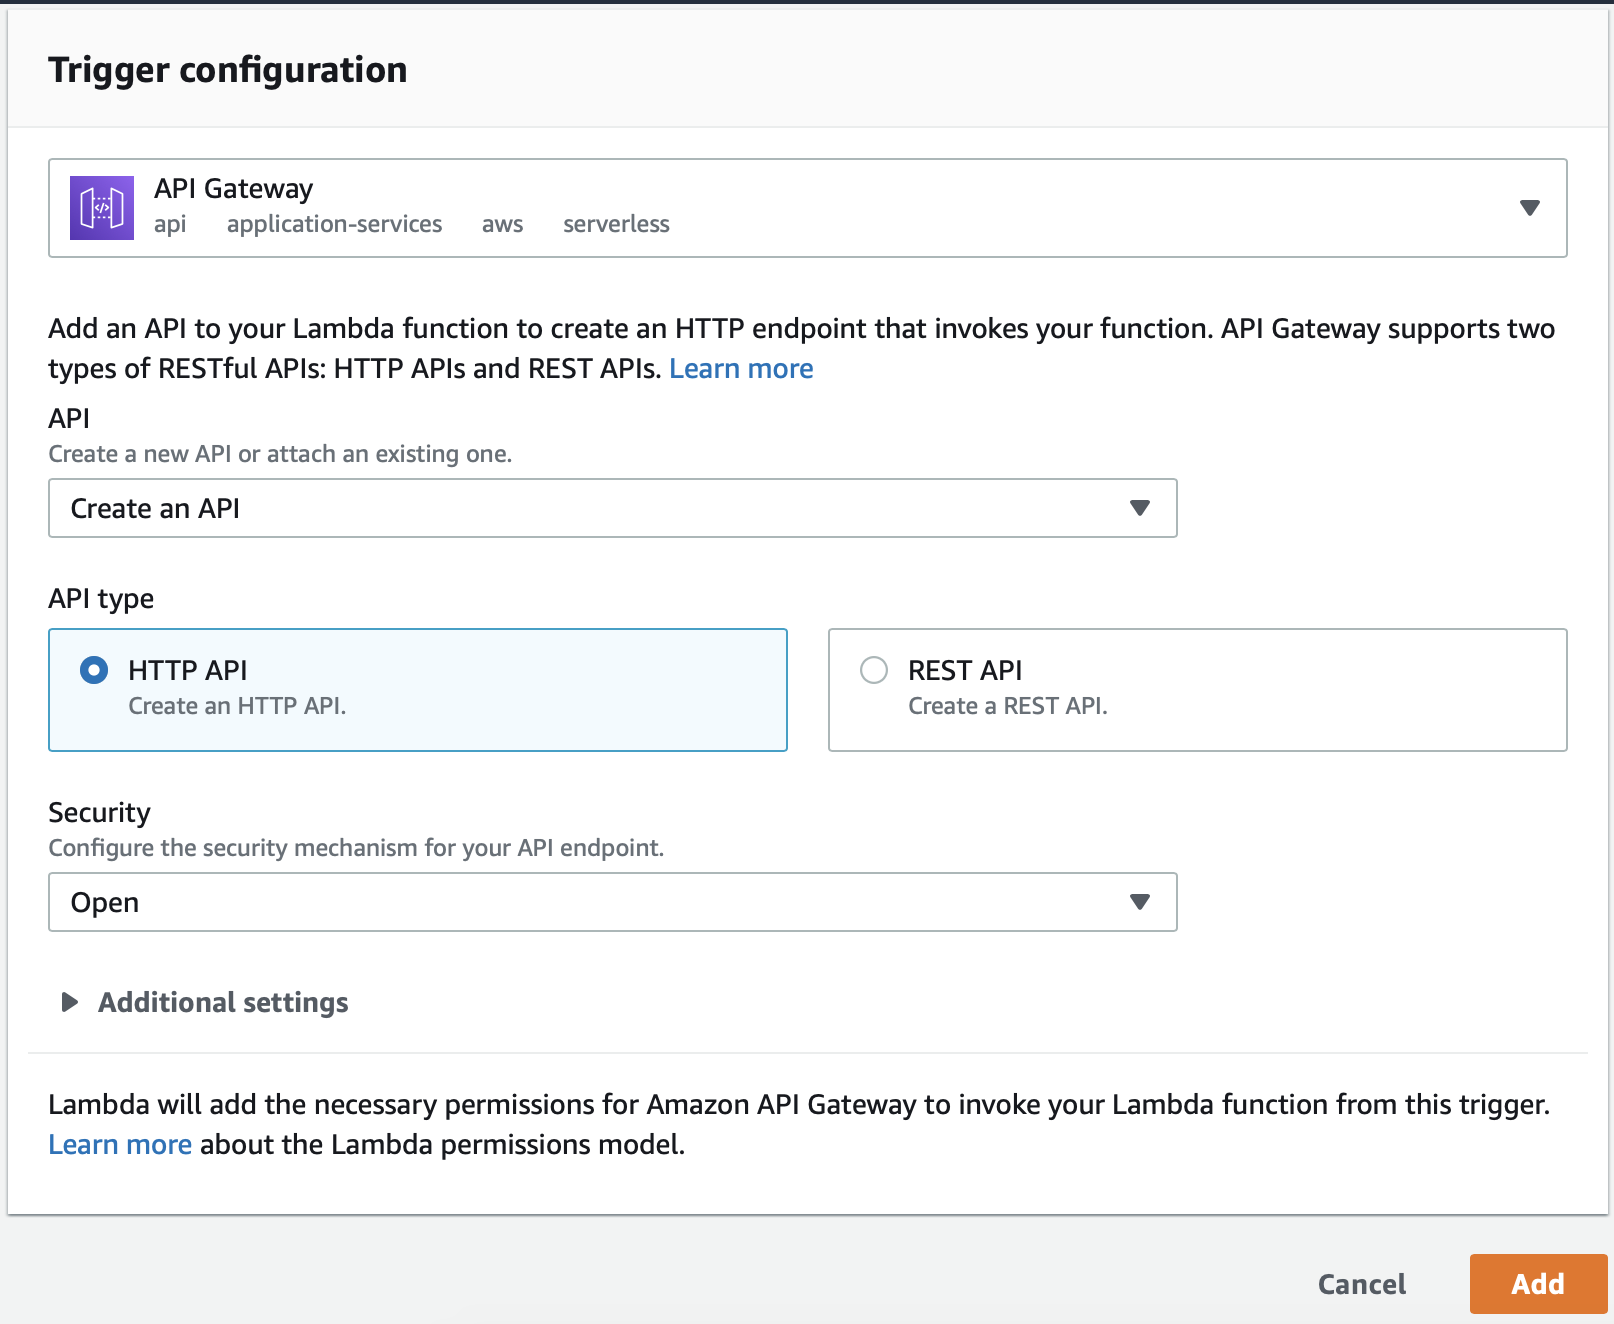 Trigger configuration
API Gateway
api application-services aws serverless
Add an API to your Lambda function to create an HTTP endpoint that invokes your function. API Gateway supports two
types of RESTful APIs: HTTP APIs and REST APIs. Learn more
API
Create a new API or attach an existing one.
Create an API
API type
HTTP API
Create an HTTP API.
REST API
Create a REST API.
Security
Configure the security mechanism for your API endpoint.
Open
Additional settings
Lambda will add the necessary permissions for Amazon API Gateway to invoke your Lambda function from this trigger.
Learn more about the Lambda permissions model.
Cancel Add